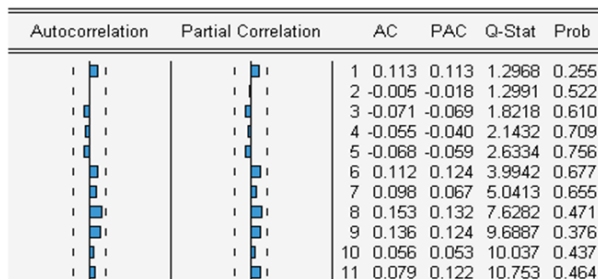 Autocorrelation Partial Correlation AC PAC Q-Stat Prob
1 0.113 0.113 1.2968 0.255
2 -0.005 -0.018 1.2991 0.522
3 -0.071 -0.069 1.8218 0.610
4 -0.055 -0.040 2.1432 0.709
5 -0.068 -0.059 2.6334 0.756
6 0.112 0.124 3.9942 0.677
7 0.098 0.067 5.0413 0.655
8 0.153 0.132 7.6282 0.471
9 0.136 0.124 9.6887 0.376
10 0.056 0.053 10.037 0.437
11 0.079 0.122 10.753 0.464